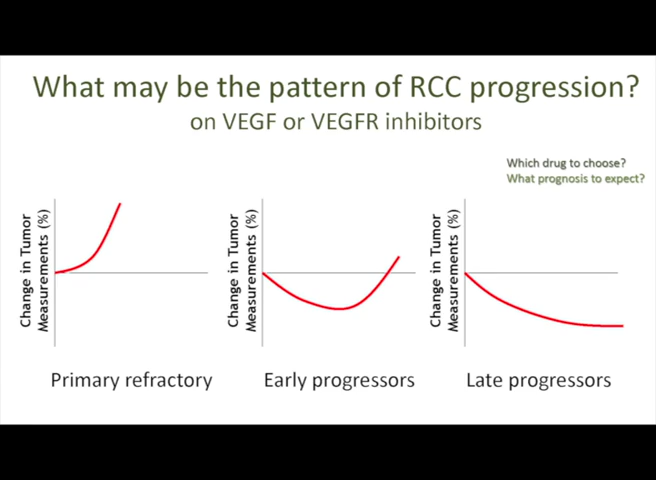 What may be the pattern of RCC progression?
on VEGF or VEGFR inhibitors
Which drug to choose?
What prognosis to expect?
Change in Tumor
Measurements (%)
Change in Tumor
Measurements (%)
Change in Tumor
Measurements (%)
Primary refractory
Early progressors
Late progressors